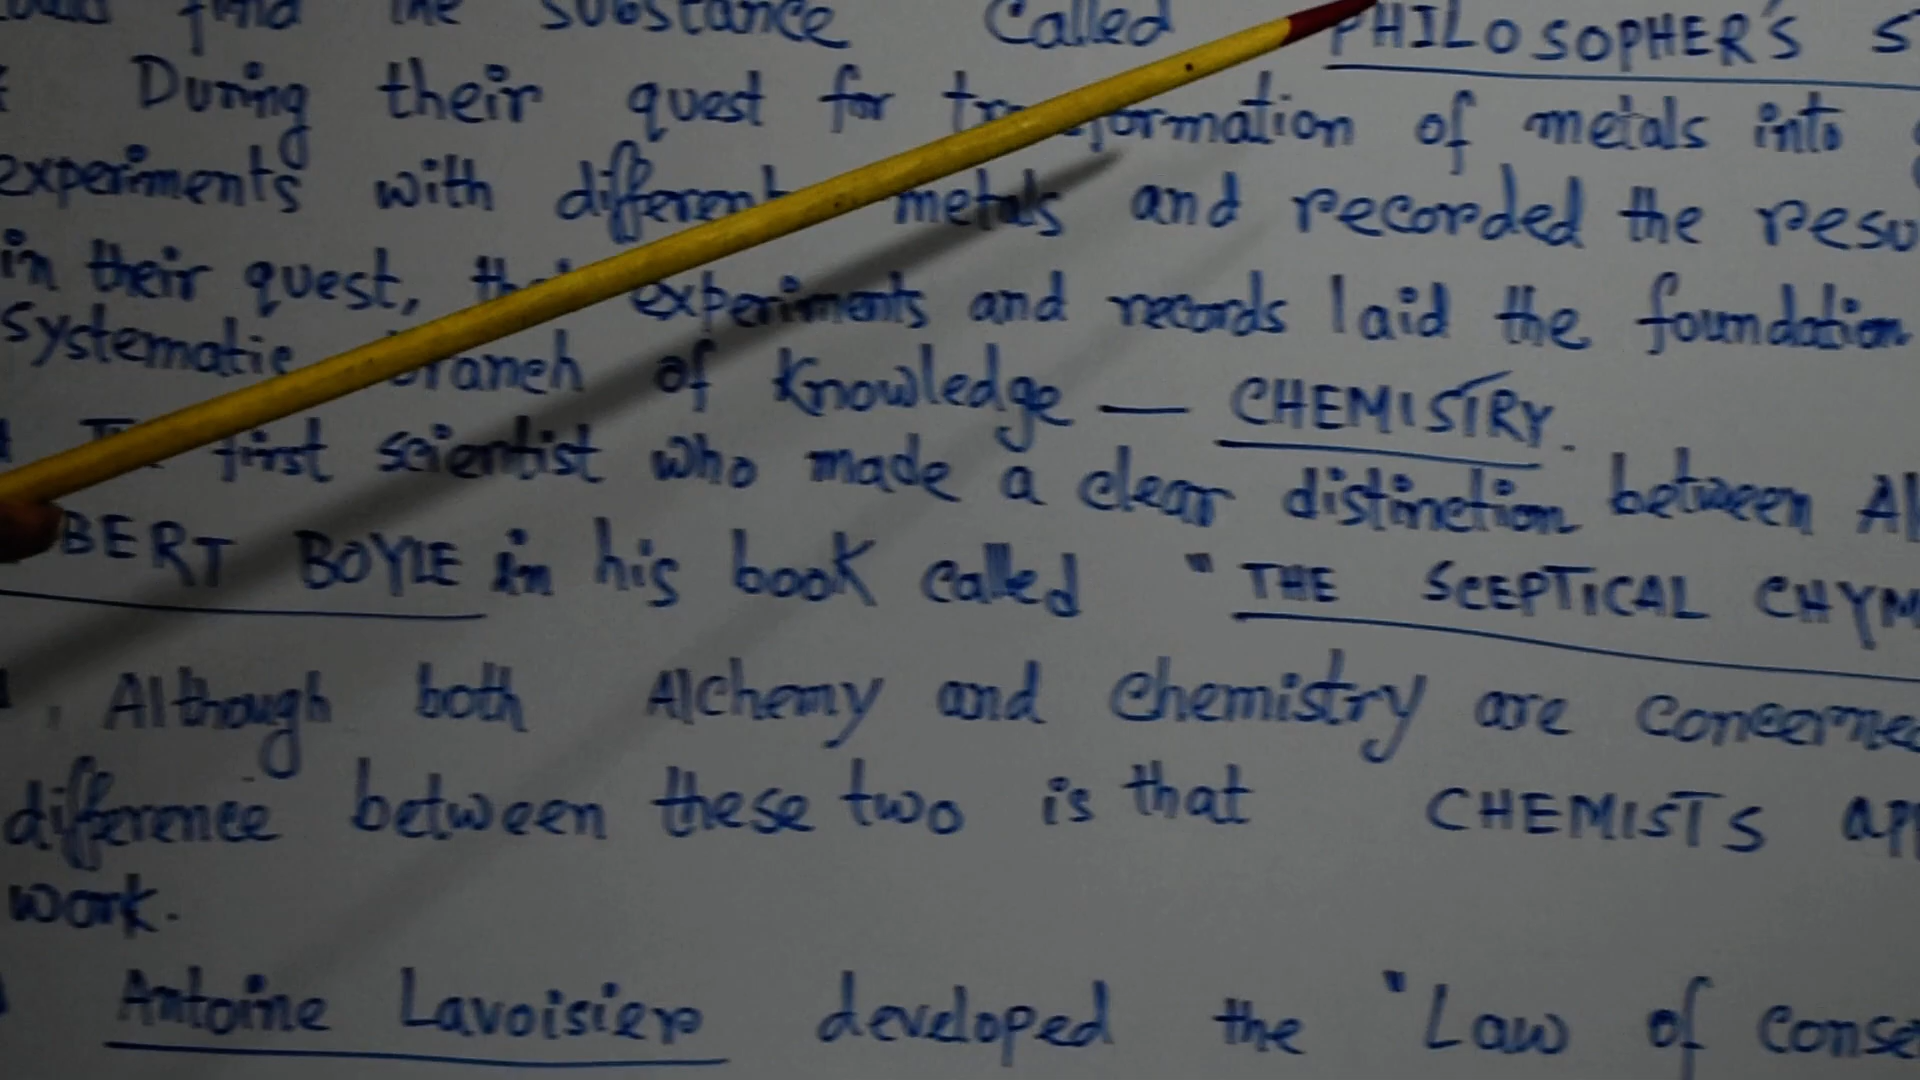 find the substance called PHILOSOPHER'S
During their quest for of metals into
experiments with different metals and recorded the
in their quest, experiments and records laid the foundation
Systematic of Knowledge — CHEMISTRY.
first scientist who made a clear distinction between
BOYLE in his book called "THE SCEPTICAL
Although both Alchemy and Chemistry are
difference between these two is that CHEMISTS
work.
Antoine Lavoisier developed the "Law of